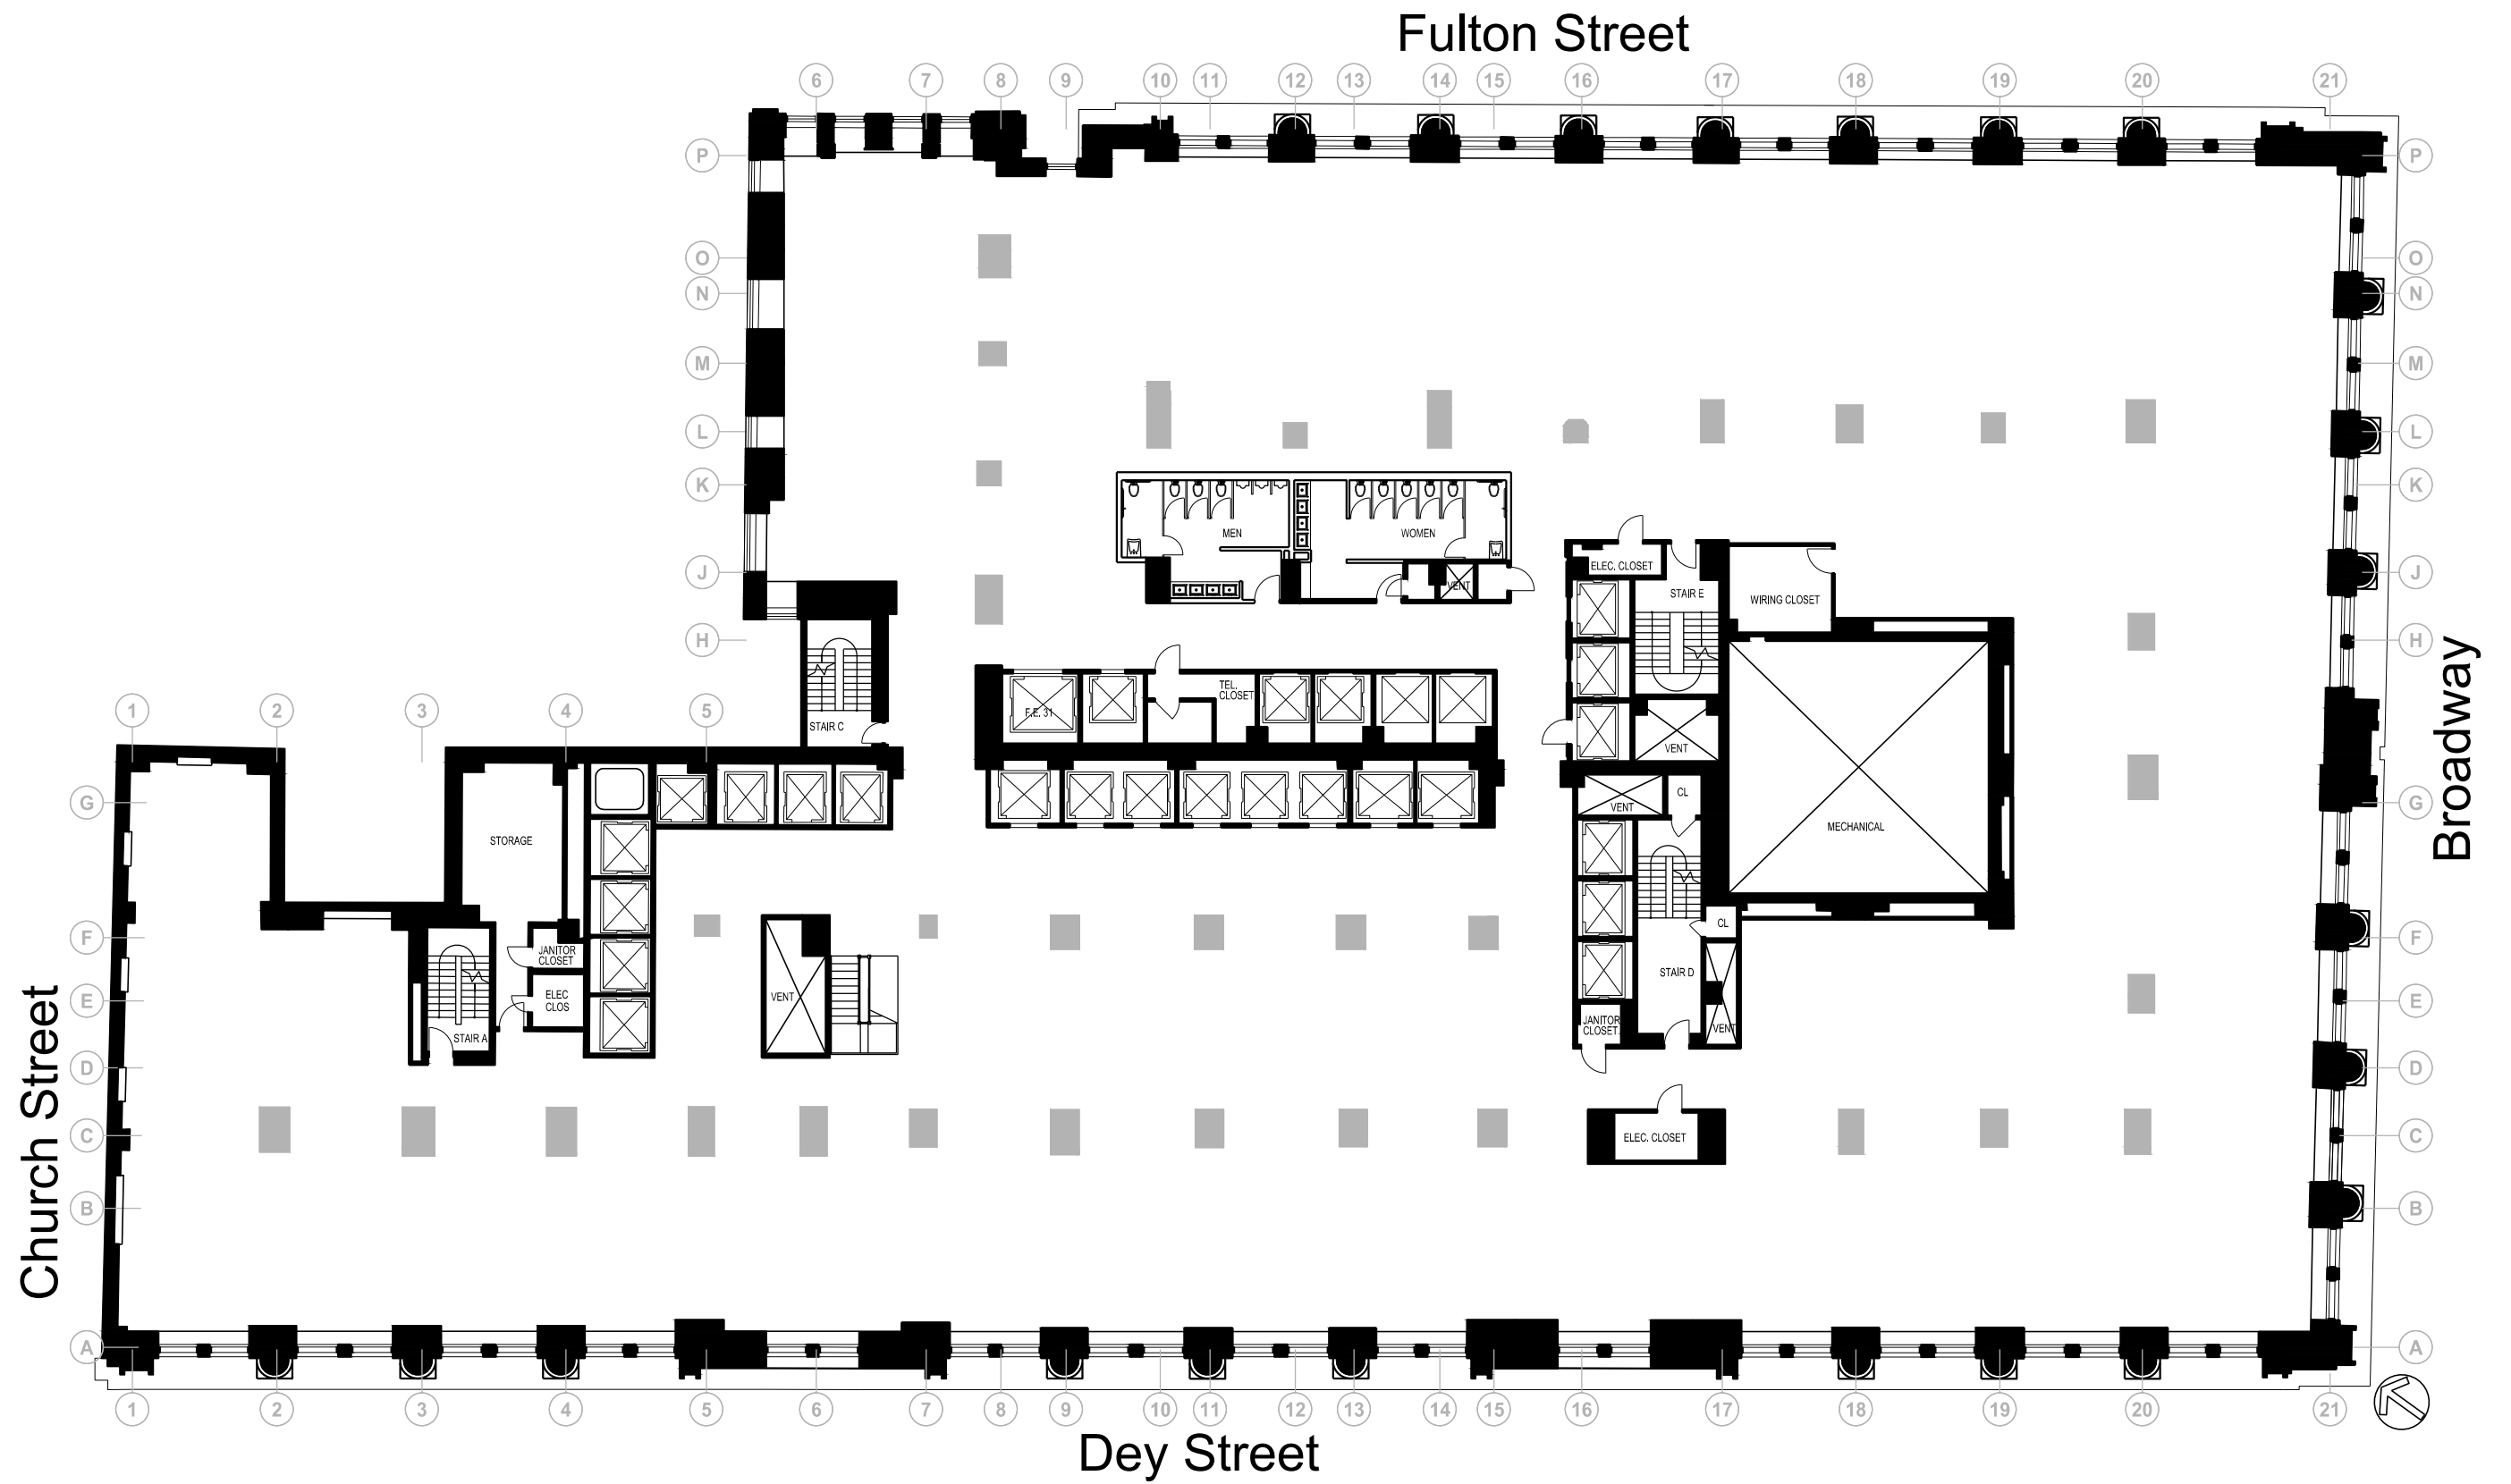 Fulton Street
6 7 8 9 10 11 12 13 14 15 16 17 18 19 20 21
P P
O O
N N
M M
L L
K K
MEN WOMEN
ELEC. CLOSET
J J
VENT
STAIR E
WIRING CLOSET
H H
TEL.
CLOSET
F.E. 31
1 2 3 4 5
STAIR C
VENT
Broadway
G G
CL
VENT
STORAGE
MECHANICAL
CL
F F
JANITOR
CLOSET
STAIR D
ELEC
CLOS
VENT
E E
JANITOR
CLOSET
VENT
STAIR A
D D
Church Street
C C
ELEC. CLOSET
B B
A A
1 2 3 4 5 6 7 8 9 10 11 12 13 14 15 16 17 18 19 20 21
Dey Street